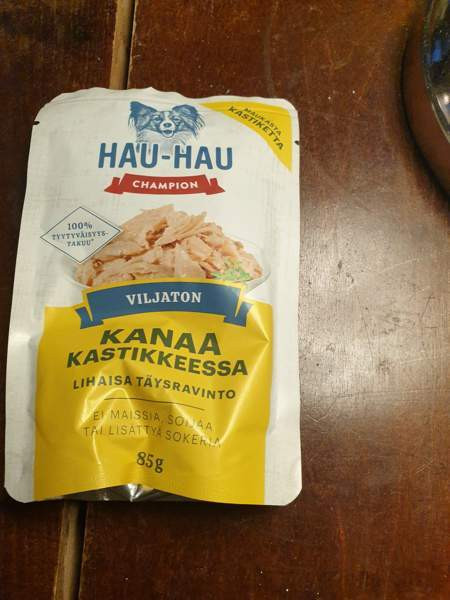 MAUKASTA
KASTIKETTA
HAU-HAU
CHAMPION
100%
TYYTYVÄISYYS-
TAKUU*
VILJATON
KANAA
KASTIKKEESSA
LIHAISA TÄYSRAVINTO
EI MAISSIA, SOIJAA
TAI LISÄTTYÄ SOKERIA
85g